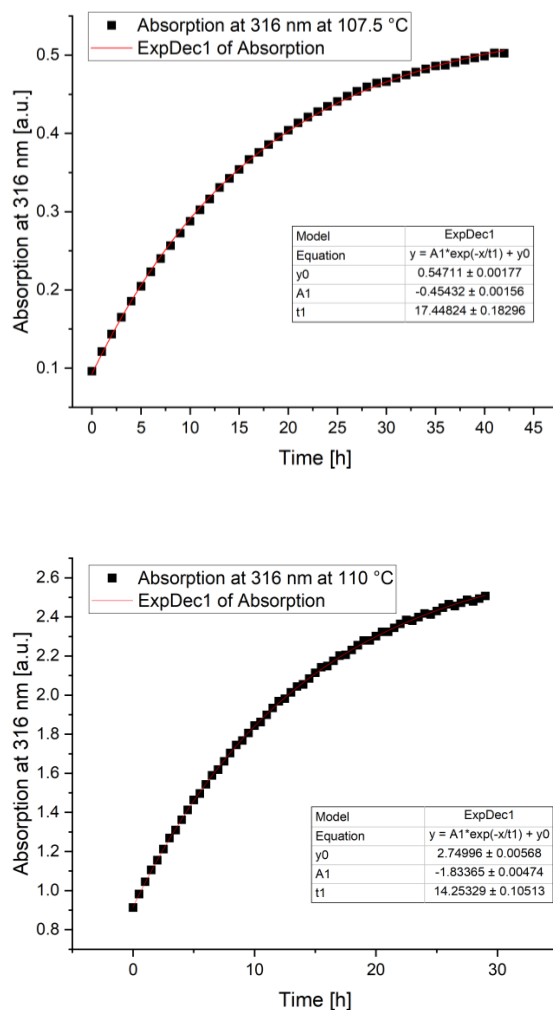 Absorption at 316 nm at 107.5 °C
ExpDec1 of Absorption
Absorption at 316 nm [a.u.]
0.5
0.4
0.3
0.2
0.1
Model ExpDec1
Equation y = A1*exp(-x/t1) + y0
y0 0.54711 ± 0.00177
A1 -0.45432 ± 0.00156
t1 17.44824 ± 0.18296
0 5 10 15 20 25 30 35 40 45
Time [h]
Absorption at 316 nm at 110 °C
ExpDec1 of Absorption
Absorption at 316 nm [a.u.]
2.6
2.4
2.2
2.0
1.8
1.6
1.4
1.2
1.0
0.8
Model ExpDec1
Equation y = A1*exp(-x/t1) + y0
y0 2.74996 ± 0.00568
A1 -1.83365 ± 0.00474
t1 14.25329 ± 0.10513
0 10 20 30
Time [h]